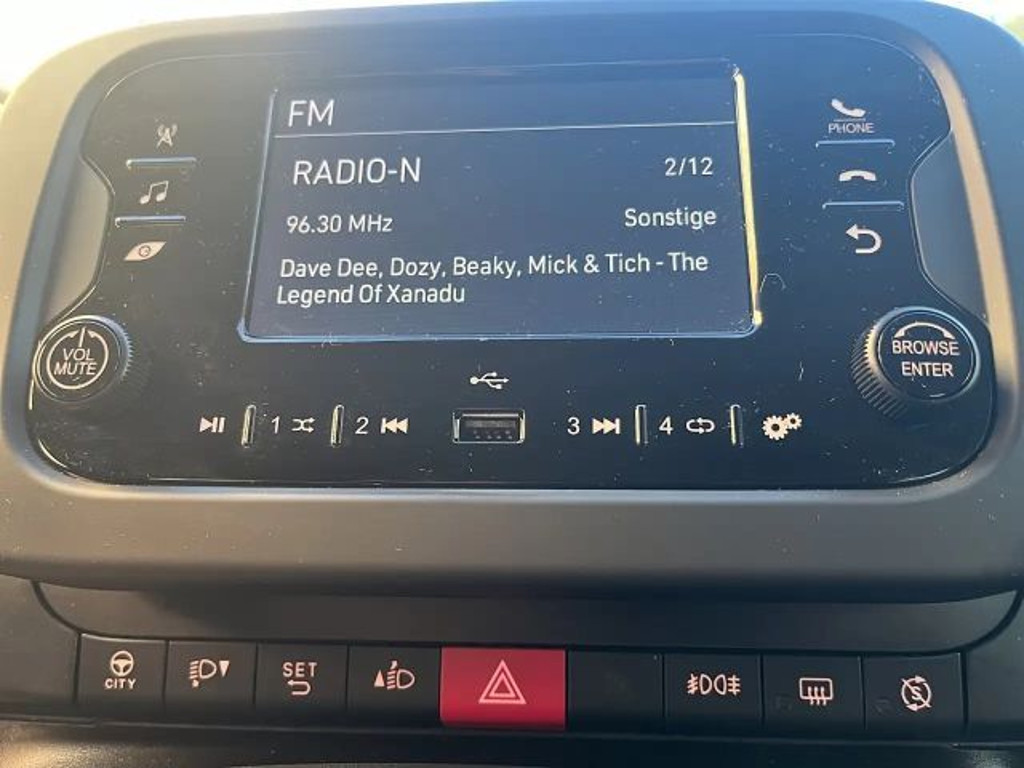 FM
RADIO-N 2/12
96.30 MHz Sonstige
Dave Dee, Dozy, Beaky, Mick & Tich - The
Legend Of Xanadu
PHONE
VOL
MUTE
BROWSE
ENTER
1 2 3 4
CITY
SET